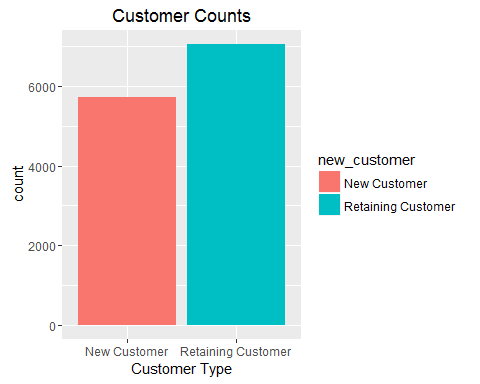 Customer Counts
6000
4000
2000
0
count
New Customer
Retaining Customer
Customer Type
new_customer
New Customer
Retaining Customer